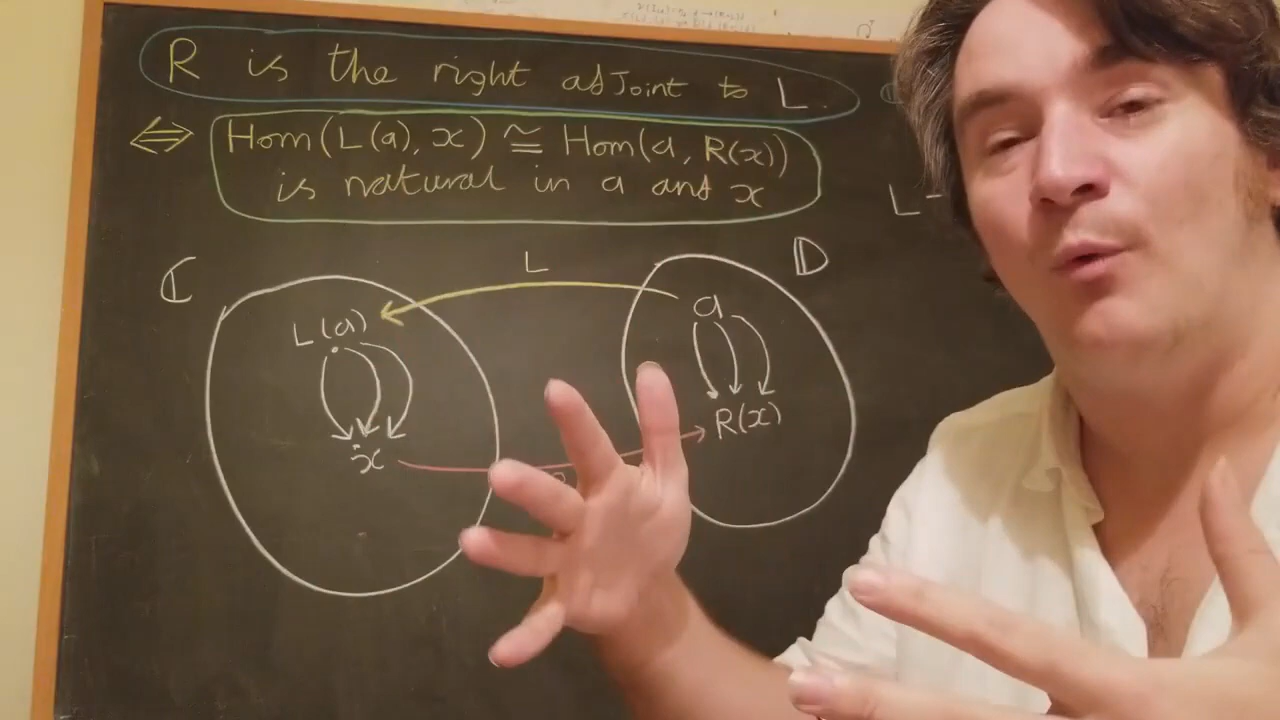 R is the right adjoint to L.
⇔ Hom(L(a), x) ≅ Hom(a, R(x))
is natural in a and x
L-
C
L
D
L(a)
a
x
R(x)